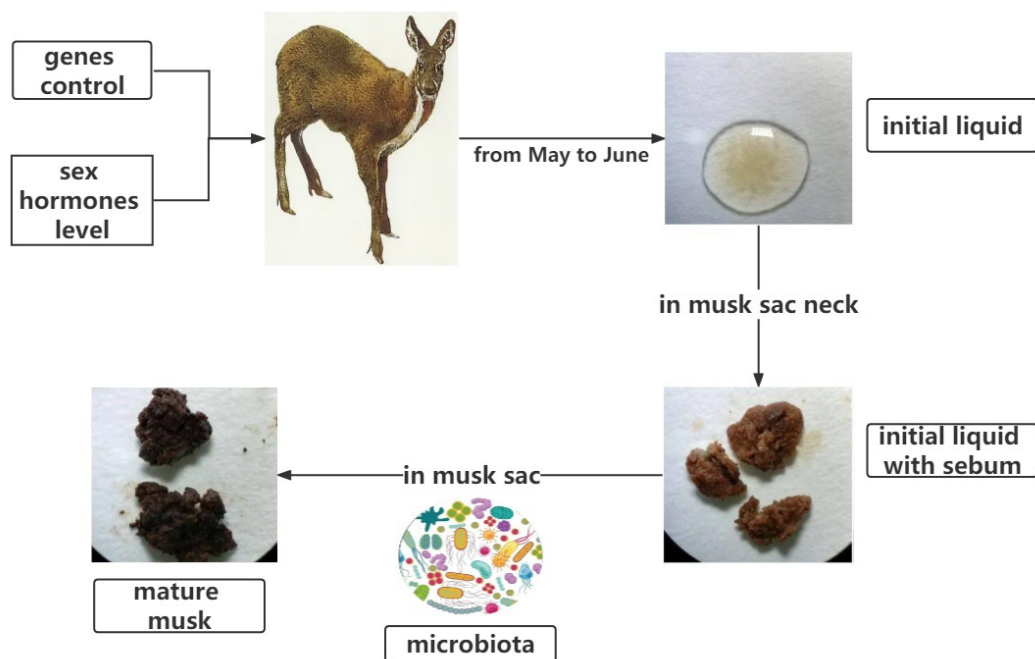 genes
control
sex
hormones
level
from May to June
initial liquid
in musk sac neck
initial liquid
with sebum
in musk sac
mature
musk
microbiota